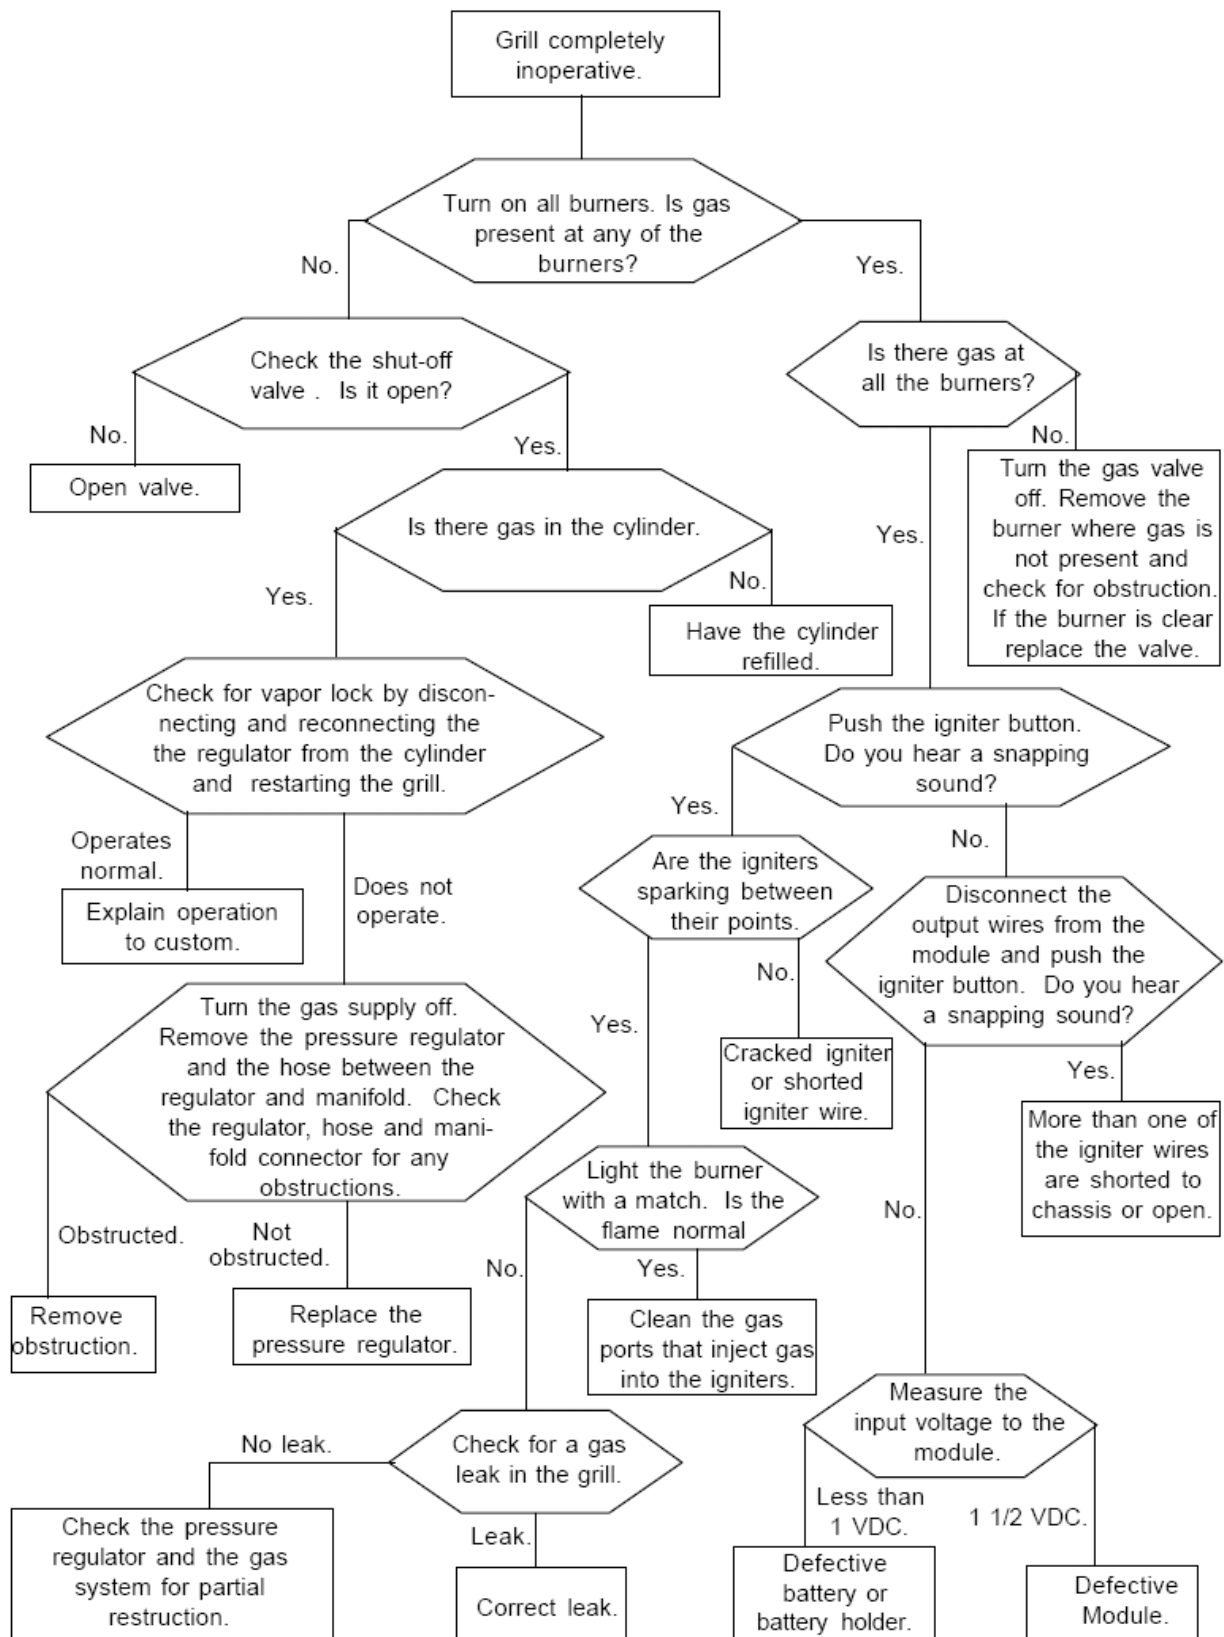 Grill completely
inoperative.
Turn on all burners. Is gas
present at any of the
burners?
No.
Yes.
Check the shut-off
valve .  Is it open?
Is there gas at
all the burners?
No.
Yes.
No.
Open valve.
Is there gas in the cylinder.
Yes.
Turn the gas valve
off. Remove the
burner where gas is
not present and
check for obstruction.
If the burner is clear
replace the valve.
Yes.
No.
Have the cylinder
refilled.
Check for vapor lock by discon-
necting and reconnecting the
the regulator from the cylinder
and  restarting the grill.
Push the igniter button.
Do you hear a snapping
sound?
Yes.
No.
Operates
normal.
Does not
operate.
Explain operation
to custom.
Are the igniters
sparking between
their points.
Disconnect the
output wires from the
module and push the
igniter button.  Do you hear
a snapping sound?
No.
Yes.
Turn the gas supply off.
Remove the pressure regulator
and the hose between the
regulator and manifold.  Check
the regulator, hose and mani-
fold connector for any
obstructions.
Cracked igniter
or shorted
igniter wire.
Yes.
More than one of
the igniter wires
are shorted to
chassis or open.
Light the burner
with a match.  Is the
flame normal
No.
Obstructed.
Not
obstructed.
No.
Yes.
Remove
obstruction.
Replace the
pressure regulator.
Clean the gas
ports that inject gas
into the igniters.
Measure the
input voltage to the
module.
No leak.
Check for a gas
leak in the grill.
Less than
1 VDC.
1 1/2 VDC.
Check the pressure
regulator and the gas
system for partial
restruction.
Leak.
Correct leak.
Defective
battery or
battery holder.
Defective
Module.